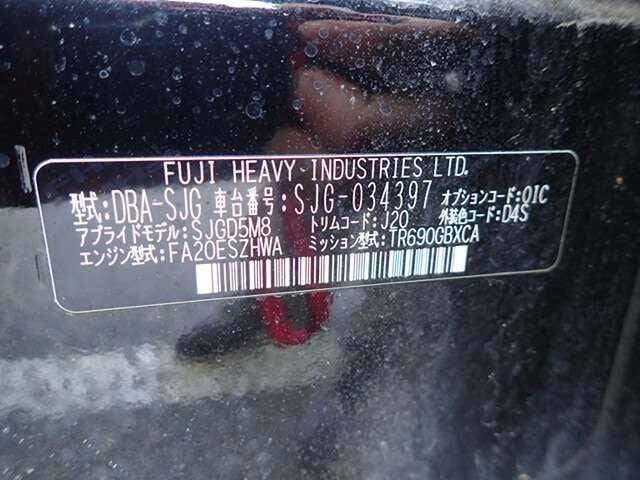 FUJI HEAVY INDUSTRIES LTD.
型式:DBA-SJG 車台番号:SJG-034397 オプションコード:QIC
アプライドモデル:SJGD5M8 トリムコード:J20 外装色コード:D4S
エンジン型式:FA20ESZHWA ミッション型式:TR690GBXCA